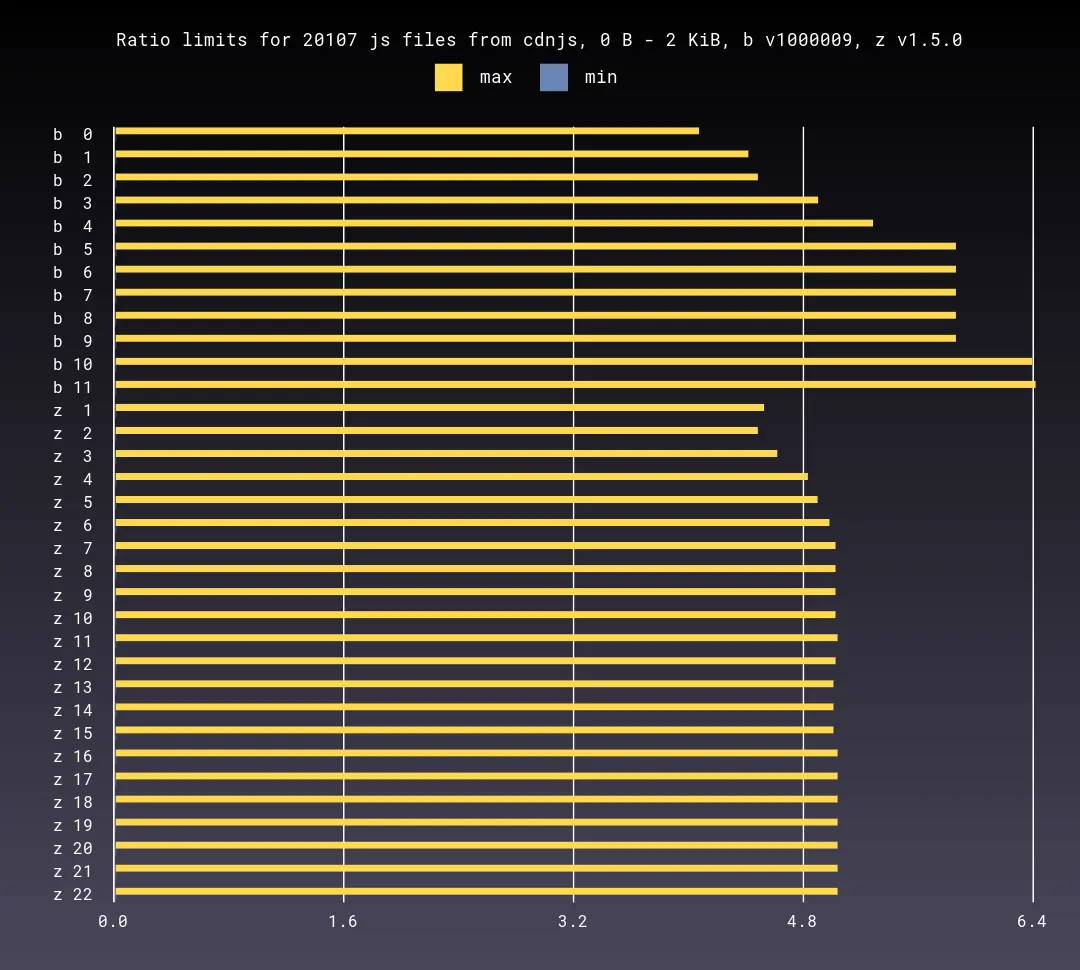 Ratio limits for 20107 js files from cdnjs, 0 B - 2 KiB, b v1000009, z v1.5.0
max min
b 0
b 1
b 2
b 3
b 4
b 5
b 6
b 7
b 8
b 9
b 10
b 11
z 1
z 2
z 3
z 4
z 5
z 6
z 7
z 8
z 9
z 10
z 11
z 12
z 13
z 14
z 15
z 16
z 17
z 18
z 19
z 20
z 21
z 22
0.0 1.6 3.2 4.8 6.4